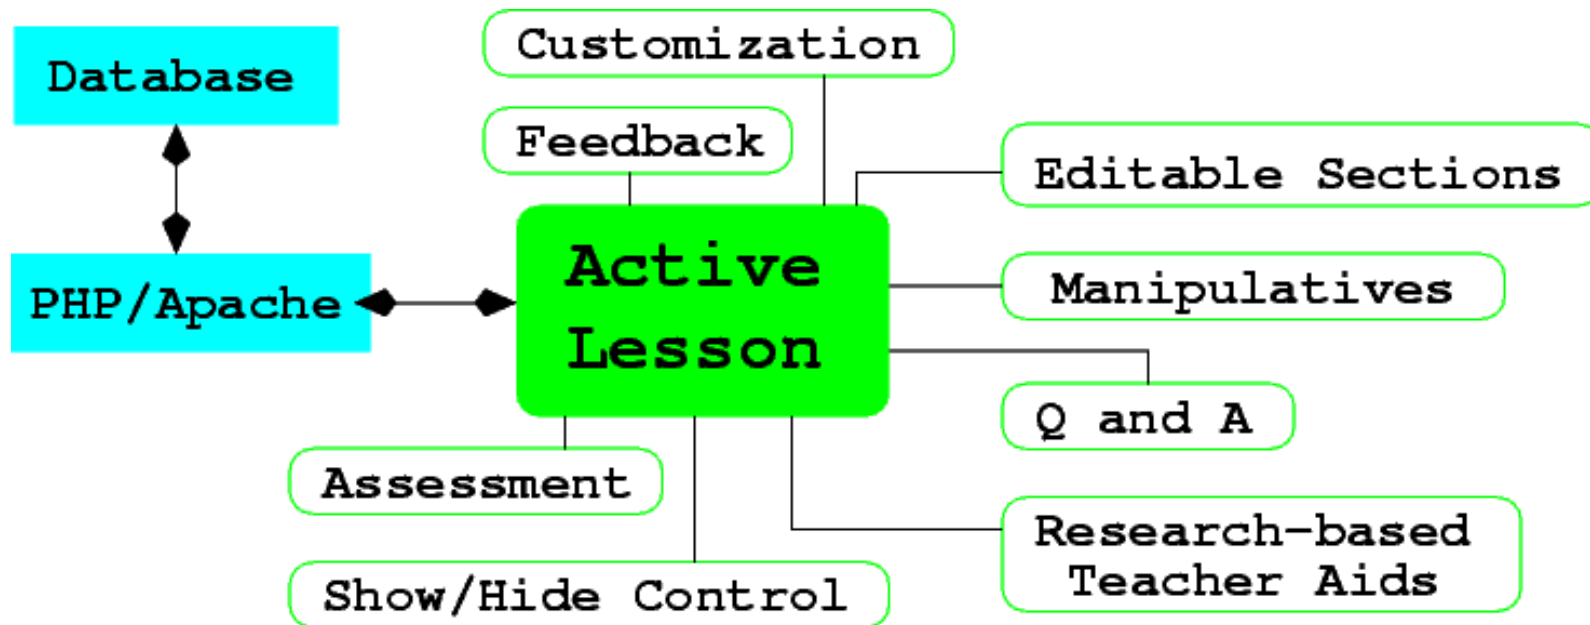 Database
Customization
Feedback
Editable Sections
PHP/Apache
Active
Lesson
Manipulatives
Q and A
Assessment
Research-based
Teacher Aids
Show/Hide Control